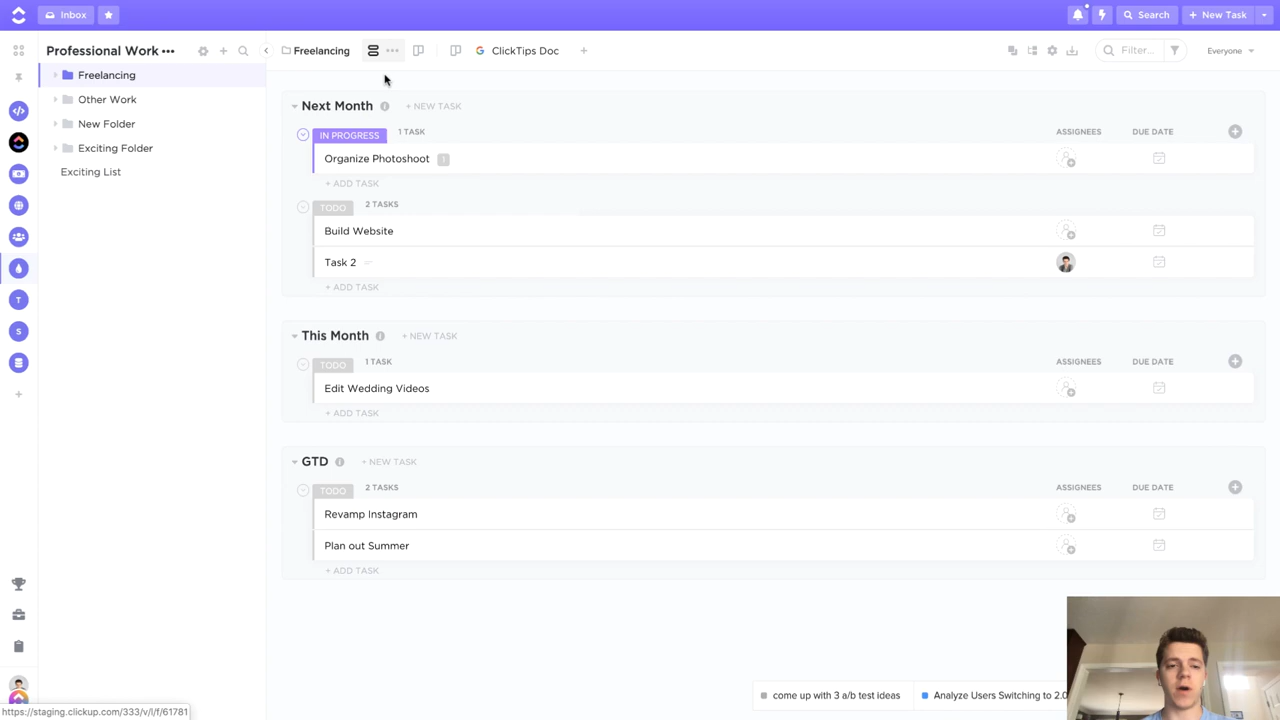 Inbox
Search
New Task
Professional Work •••
Freelancing
ClickTips Doc
Filter...
Everyone
Freelancing
Other Work
New Folder
Exciting Folder
Exciting List
T
S
Next Month
+ NEW TASK
IN PROGRESS
1 TASK
ASSIGNEES
DUE DATE
Organize Photoshoot
1
+ ADD TASK
TODO
2 TASKS
Build Website
Task 2
+ ADD TASK
This Month
+ NEW TASK
TODO
1 TASK
ASSIGNEES
DUE DATE
Edit Wedding Videos
+ ADD TASK
GTD
+ NEW TASK
TODO
2 TASKS
ASSIGNEES
DUE DATE
Revamp Instagram
Plan out Summer
+ ADD TASK
come up with 3 a/b test ideas
Analyze Users Switching to 2.0
https://staging.clickup.com/333/v/l/f/61781